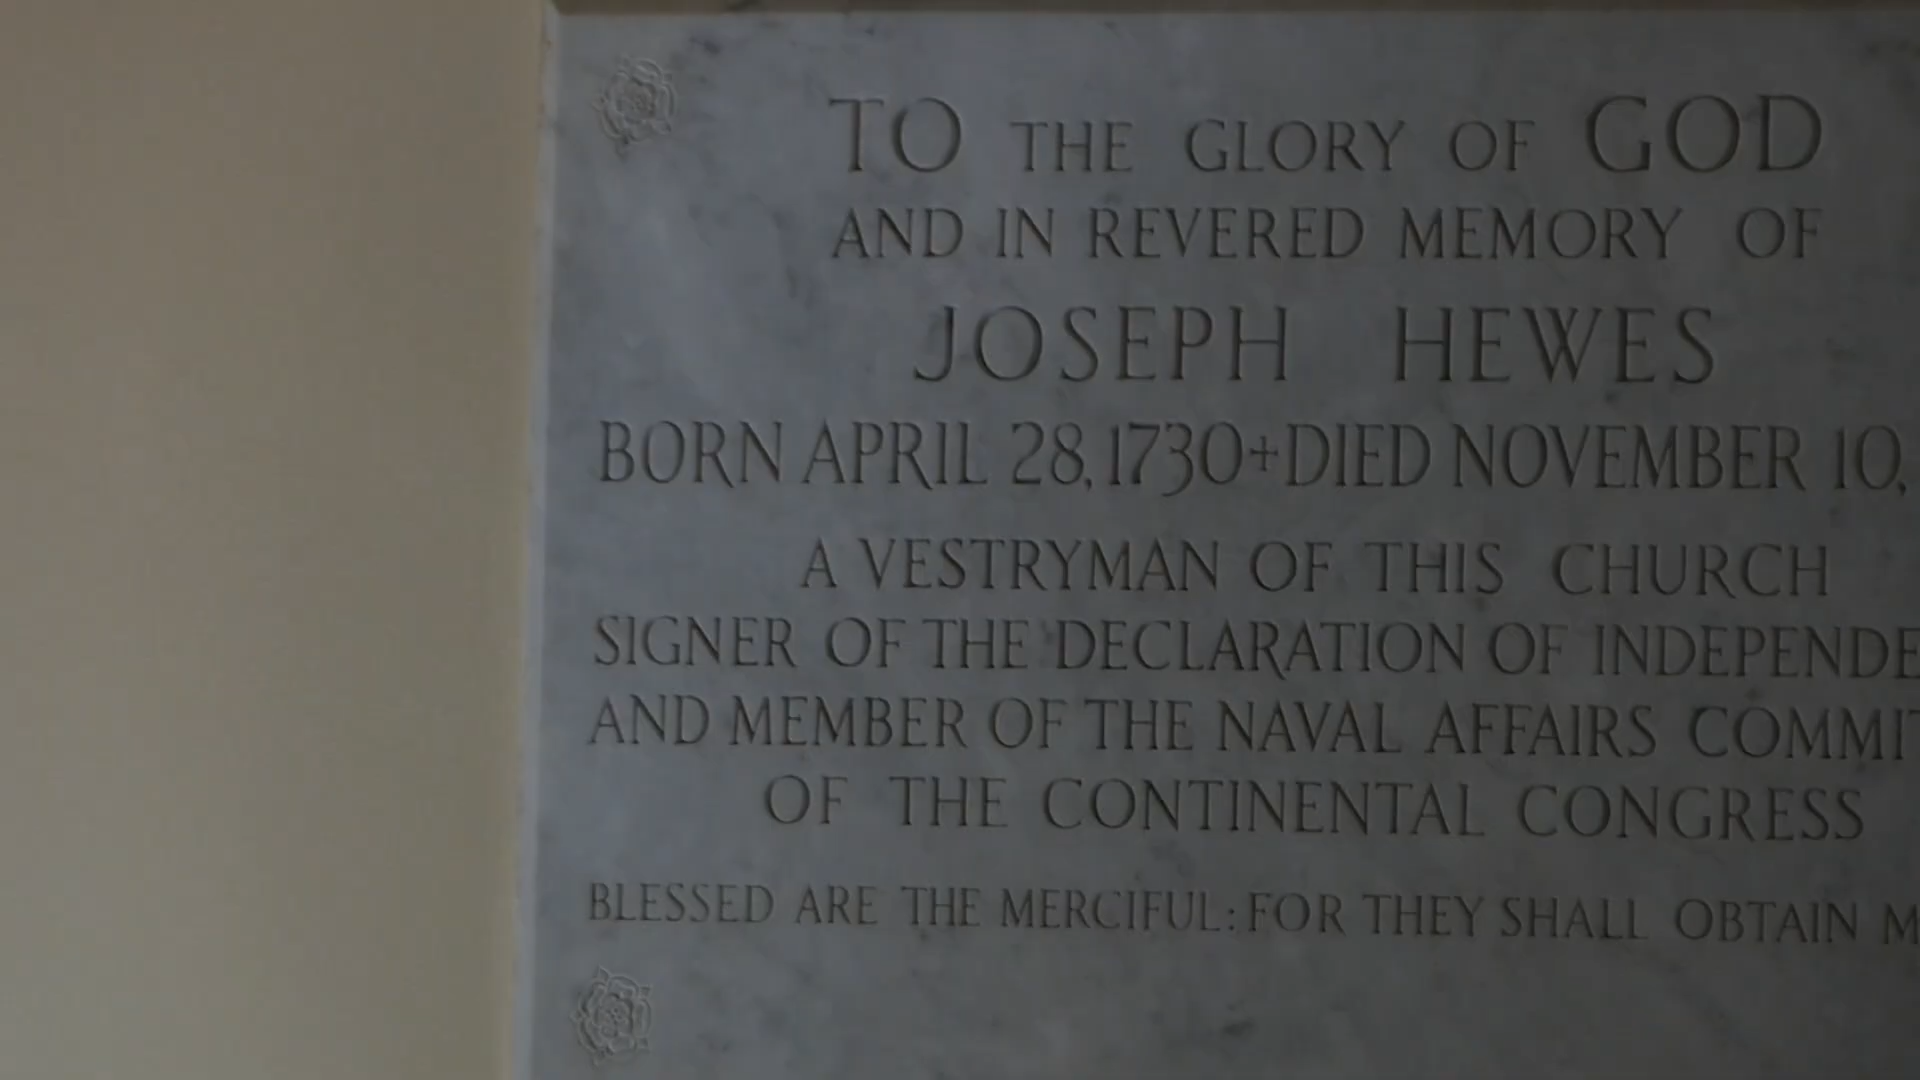 TO THE GLORY OF GOD
AND IN REVERED MEMORY OF
JOSEPH HEWES
BORN APRIL 28, 1730+DIED NOVEMBER 10,
A VESTRYMAN OF THIS CHURCH
SIGNER OF THE DECLARATION OF INDEPENDE
AND MEMBER OF THE NAVAL AFFAIRS COMMIT
OF THE CONTINENTAL CONGRESS
BLESSED ARE THE MERCIFUL: FOR THEY SHALL OBTAIN M